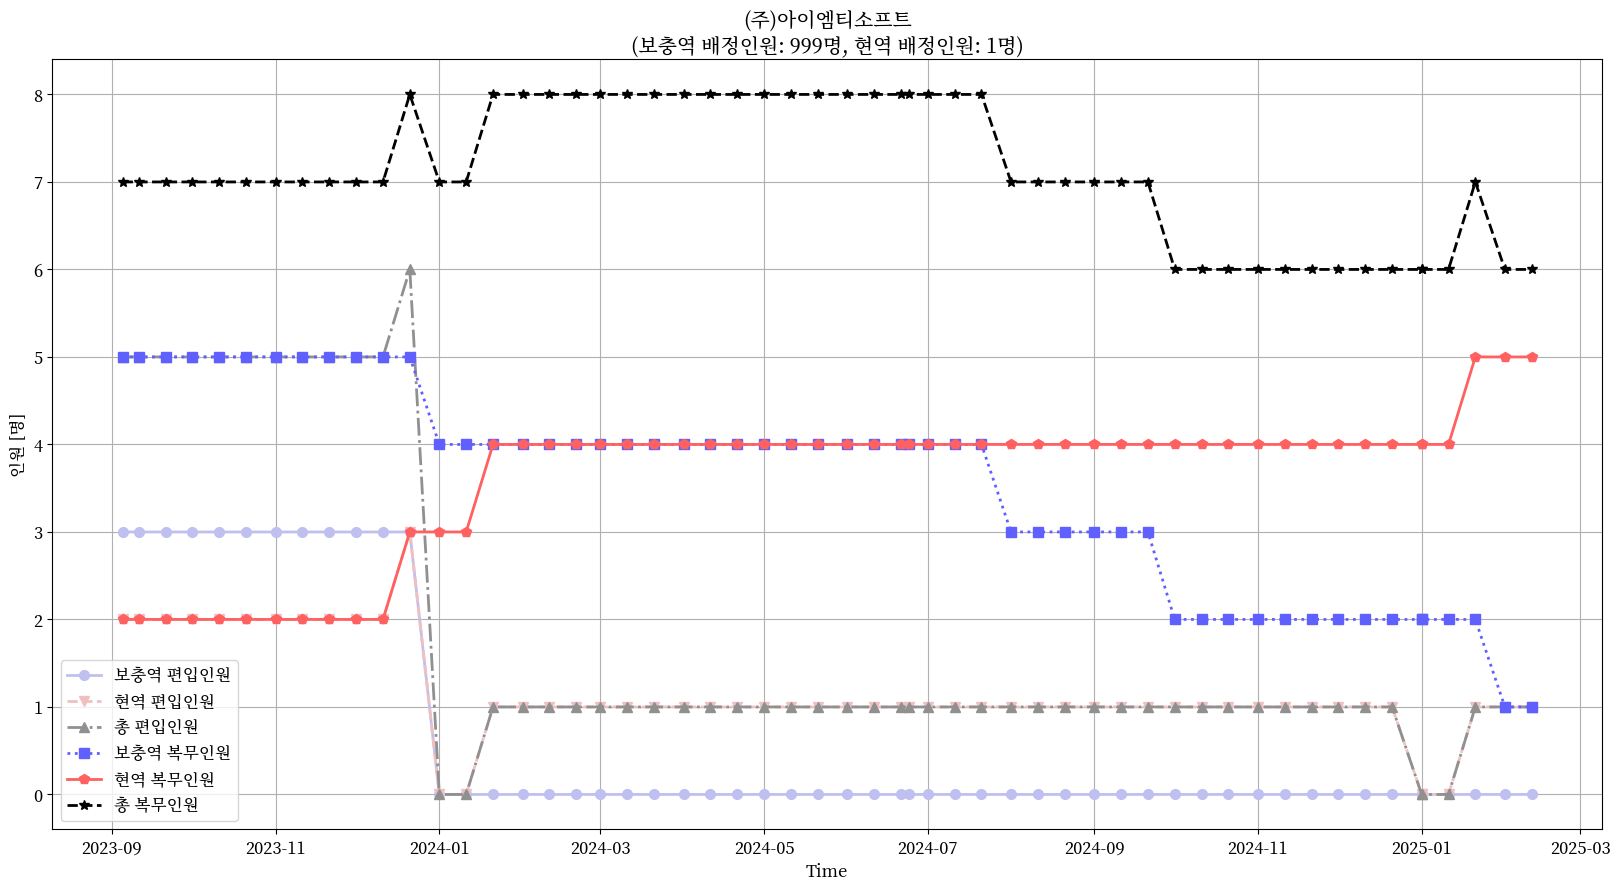 (주)아이엠티소프트
(보충역 배정인원: 999명, 현역 배정인원: 1명)
인원 [명]
8
7
6
5
4
3
2
1
0
보충역 편입인원
현역 편입인원
총 편입인원
보충역 복무인원
현역 복무인원
총 복무인원
2023-09 2023-11 2024-01 2024-03 2024-05 2024-07 2024-09 2024-11 2025-01 2025-03
Time